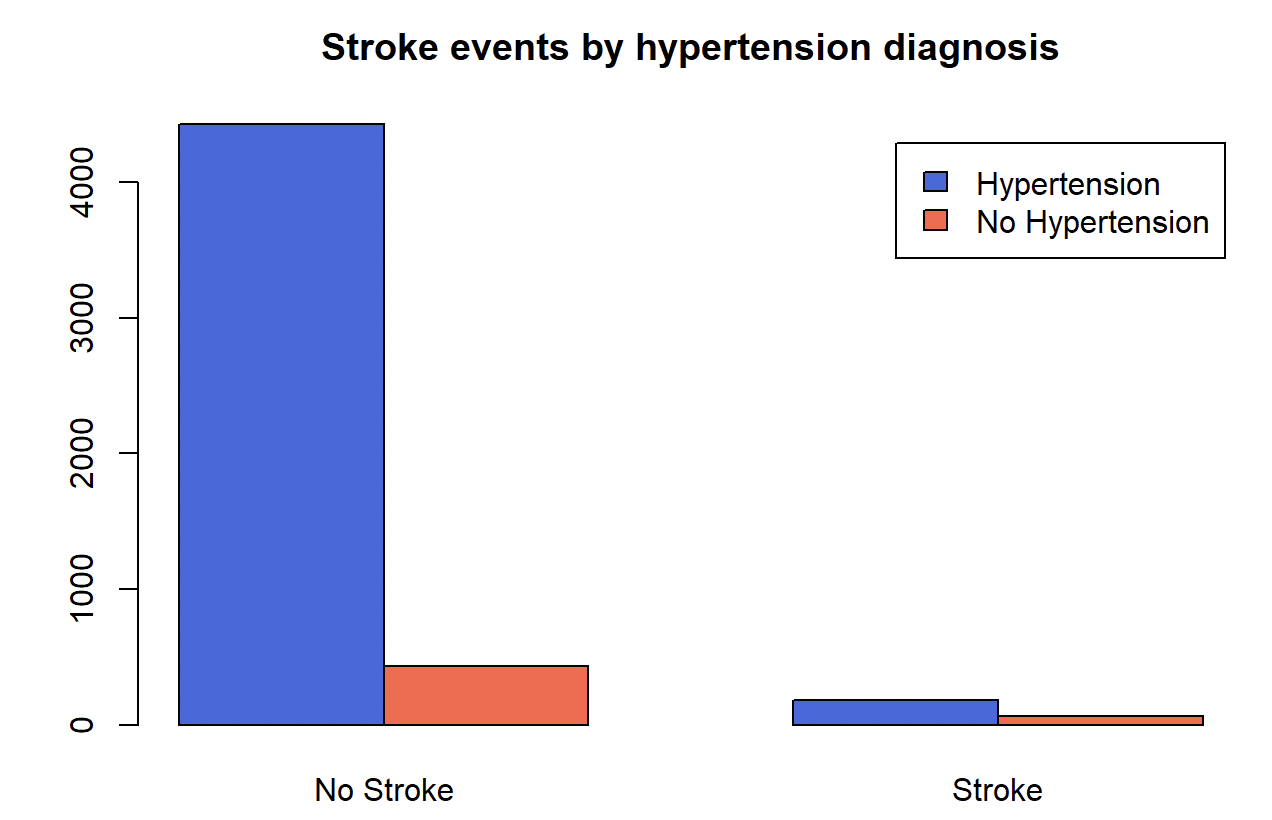 Stroke events by hypertension diagnosis
Hypertension
No Hypertension
4000
3000
2000
1000
0
No Stroke
Stroke